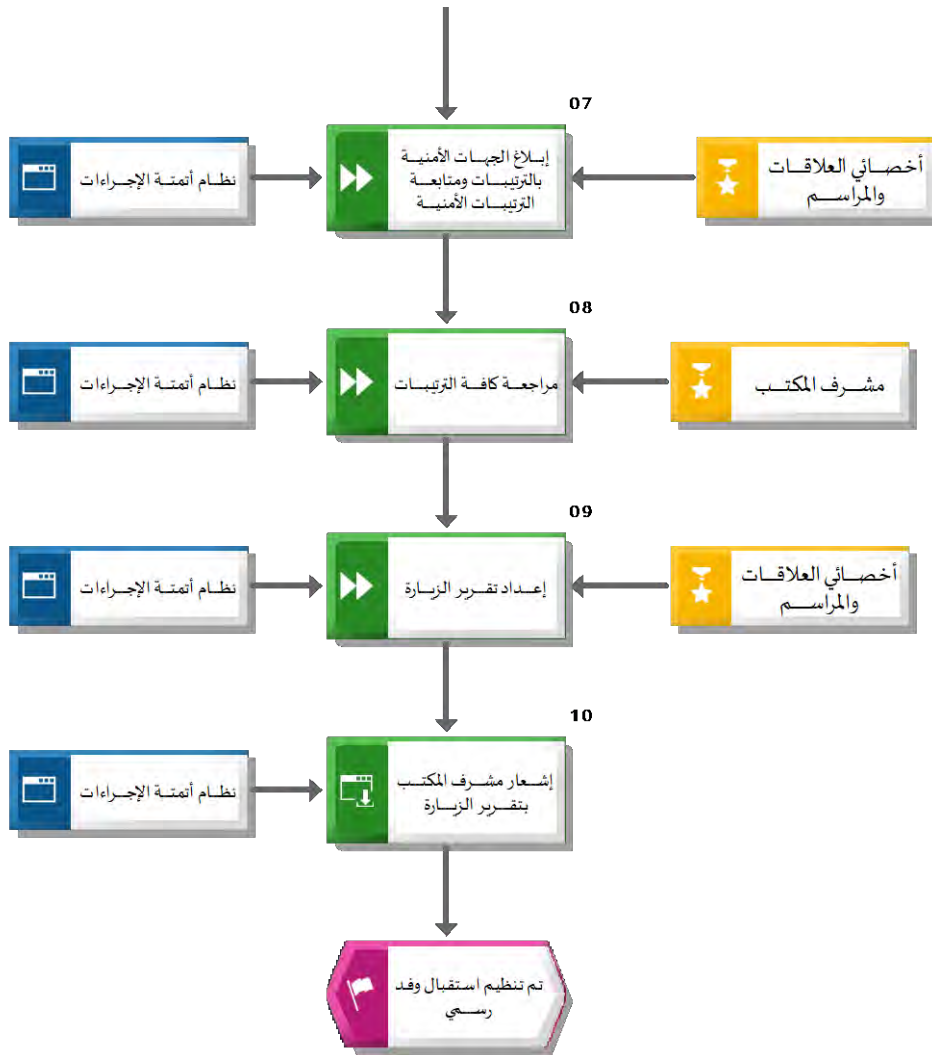 07
أخصائي العلاقات
والمراسم
إبلاغ الجهات الأمنية
بالترتيبات ومتابعة
الترتيبات الأمنية
نظام أتمتة الإجراءات
08
مشرف المكتب
مراجعة كافة الترتيبات
نظام أتمتة الإجراءات
09
أخصائي العلاقات
والمراسم
إعداد تقرير الزيارة
نظام أتمتة الإجراءات
10
إشعار مشرف المكتب
بتقرير الزيارة
نظام أتمتة الإجراءات
تم تنظيم استقبال وفد
رسمي